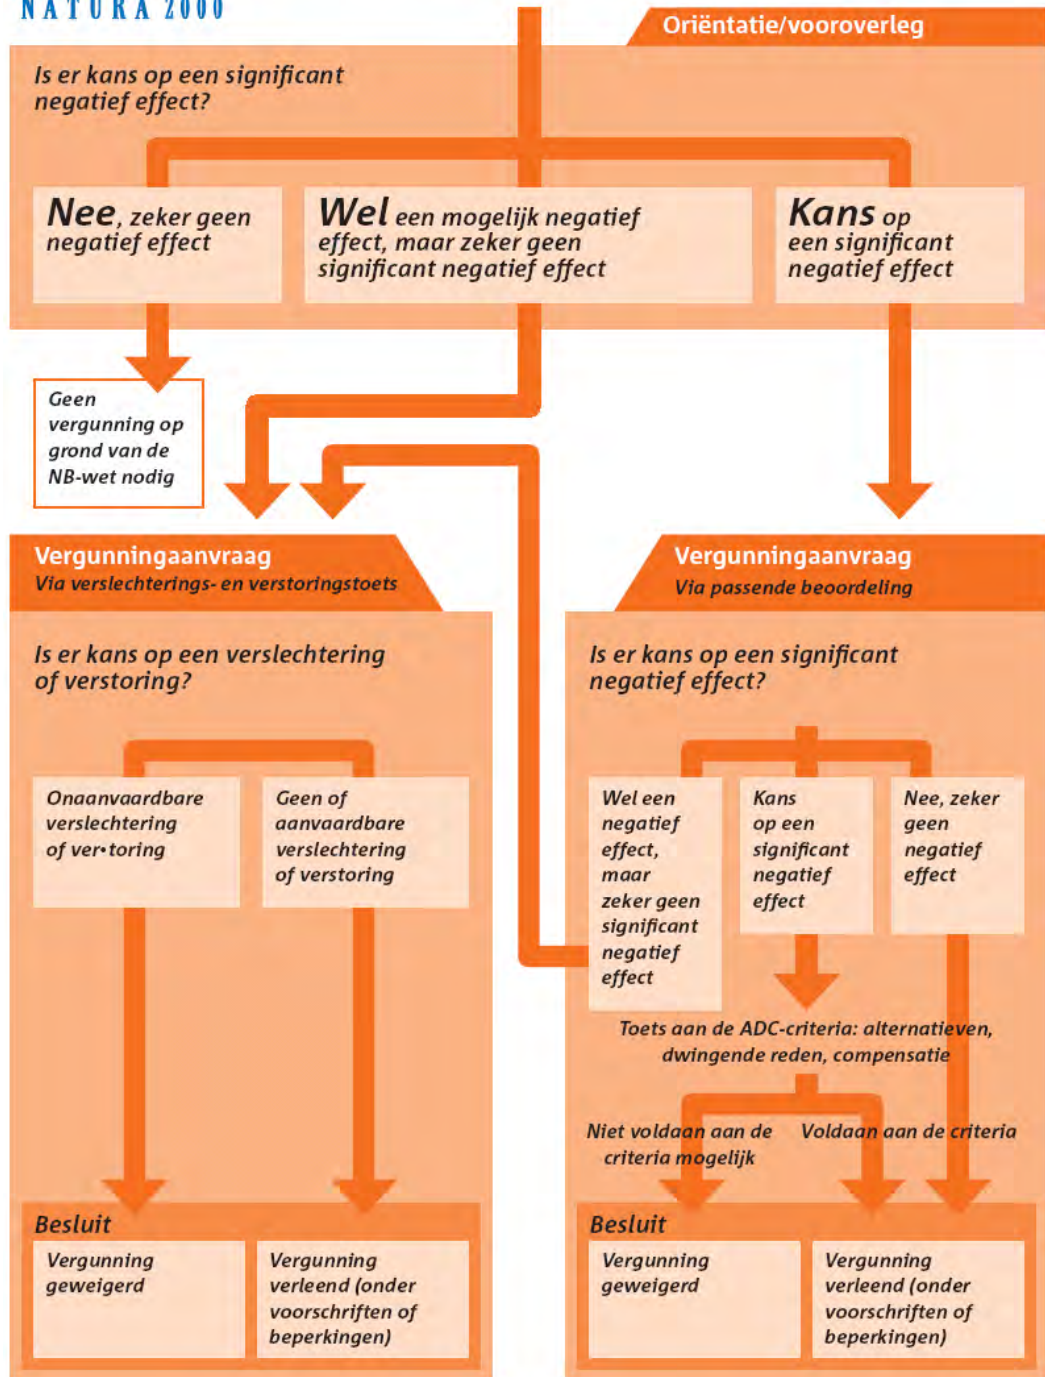 NATURA 2000
Oriëntatie/vooroverleg
Is er kans op een significant
negatief effect?
Nee, zeker geen
negatief effect
Wel een mogelijk negatief
effect, maar zeker geen
significant negatief effect
Kans op
een significant
negatief effect
Geen
vergunning op
grond van de
NB-wet nodig
Vergunningaanvraag
Via verslechterings- en verstoringstoets
Is er kans op een verslechtering
of verstoring?
Onaanvaardbare
verslechtering
of ver•toring
Geen of
aanvaardbare
verslechtering
of verstoring
Besluit
Vergunning
geweigerd
Vergunning
verleend (onder
voorschriften of
beperkingen)
Vergunningaanvraag
Via passende beoordeling
Is er kans op een significant
negatief effect?
Wel een
negatief
effect,
maar
zeker geen
significant
negatief
effect
Kans
op een
significant
negatief
effect
Nee, zeker
geen
negatief
effect
Toets aan de ADC-criteria: alternatieven,
dwingende reden, compensatie
Niet voldaan aan de
criteria mogelijk
Voldaan aan de criteria
Besluit
Vergunning
geweigerd
Vergunning
verleend (onder
voorschriften of
beperkingen)